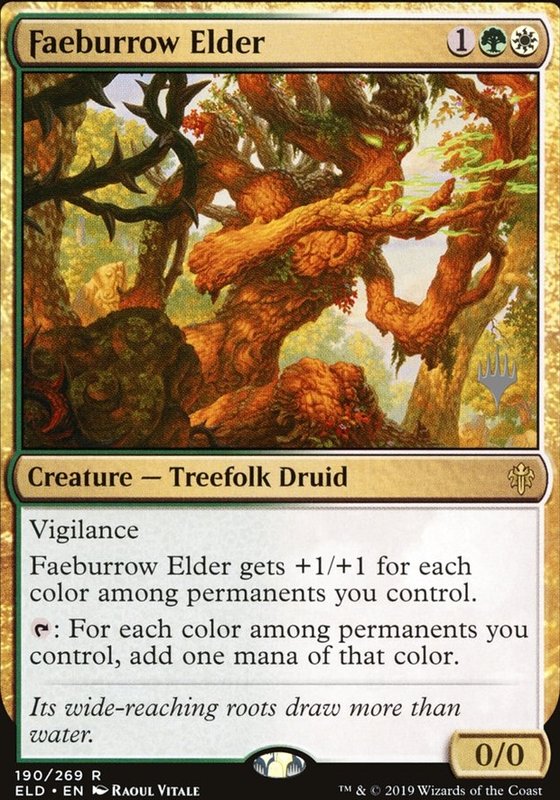 Faeburrow Elder 1
Creature — Treefolk Druid
Vigilance
Faeburrow Elder gets +1/+1 for each
color among permanents you control.
: For each color among permanents you
control, add one mana of that color.
Its wide-reaching roots draw more than
water.
0/0
190/269 R
ELD • EN Raoul Vitale
™ & © 2019 Wizards of the Coast